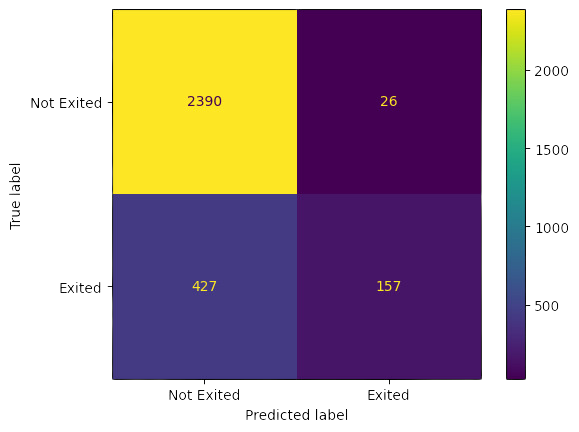 Not Exited
2390
26
Exited
427
157
Not Exited
Exited
Predicted label
True label
2000
1500
1000
500